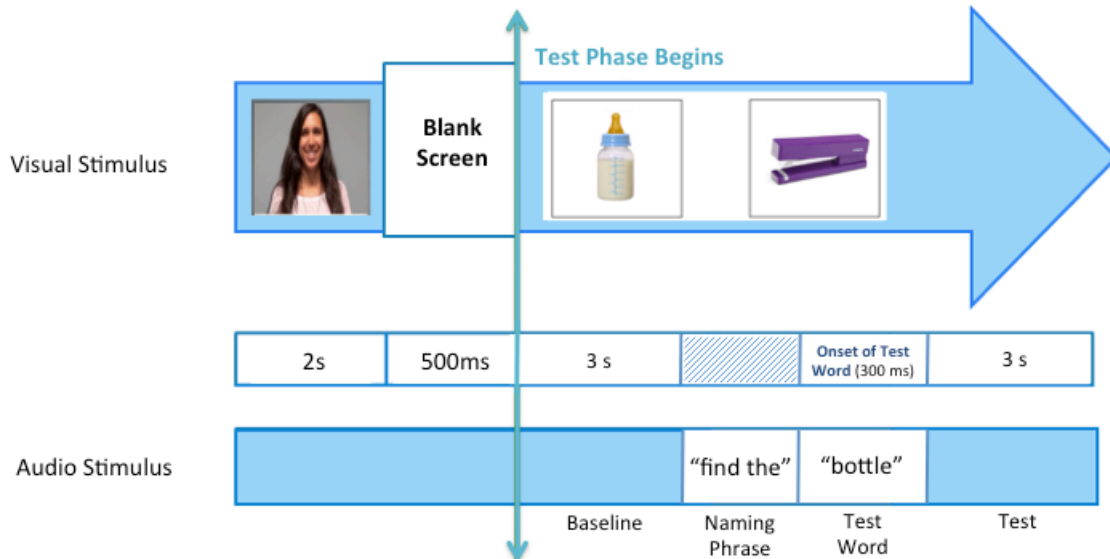 Test Phase Begins
Visual Stimulus
Blank
Screen
2s
500ms
3 s
Onset of Test
Word (300 ms)
3 s
Audio Stimulus
“find the”
“bottle”
Baseline
Naming
Phrase
Test
Word
Test